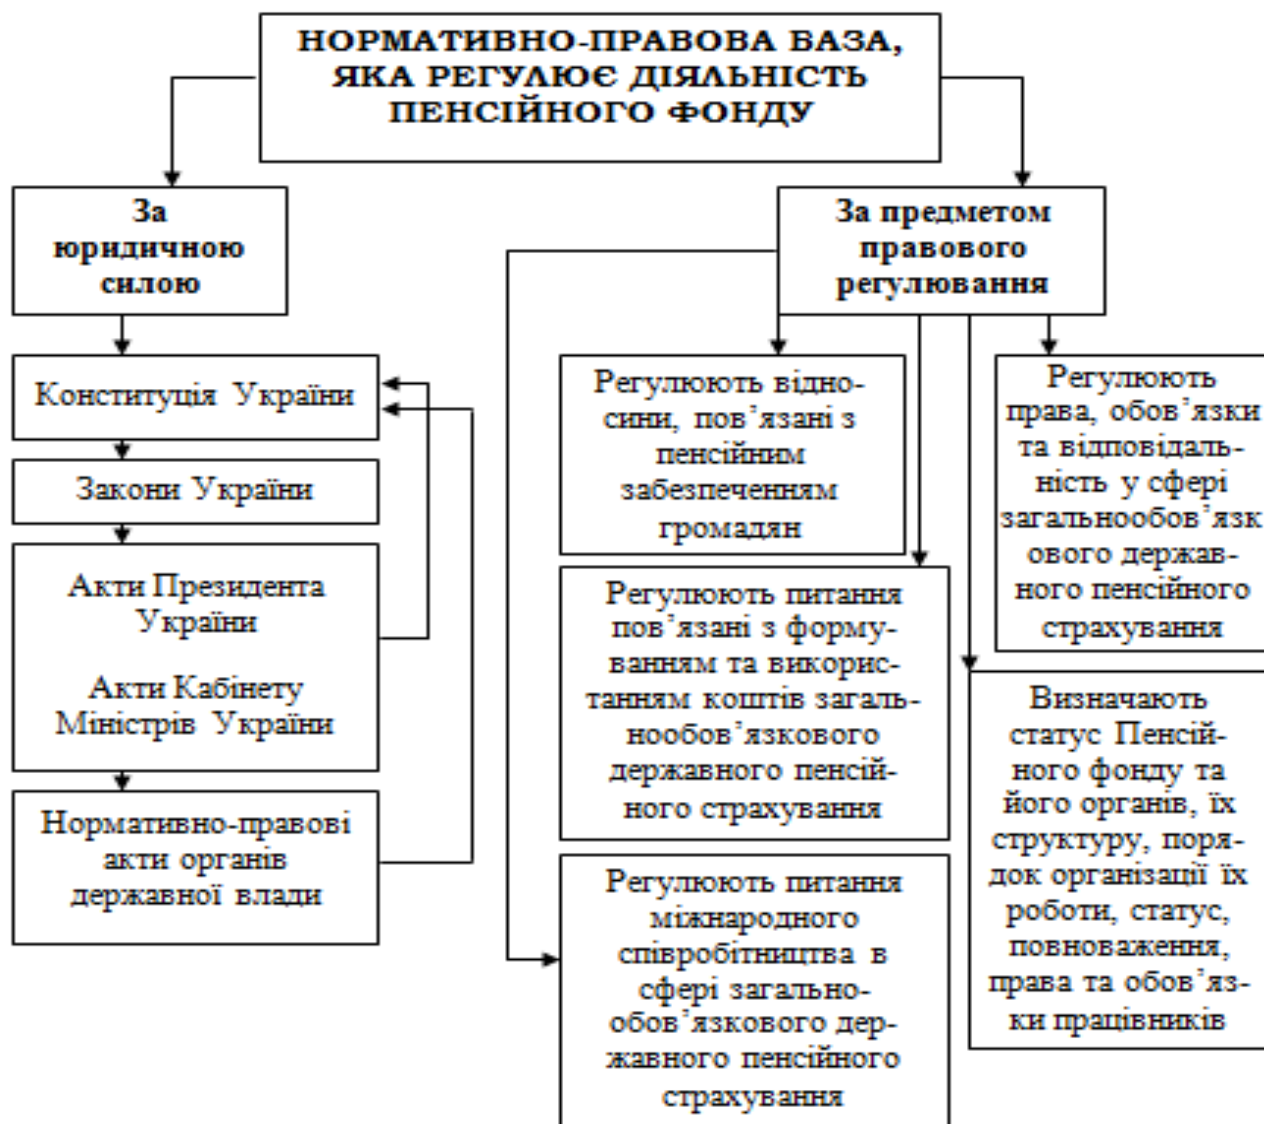 НОРМАТИВНО-ПРАВОВА БАЗА,
ЯКА РЕГУЛЮЄ ДІЯЛЬНІСТЬ
ПЕНСІЙНОГО ФОНДУ
За
юридичною
силою
За предметом
правового
регулювання
Конституція України
Закони України
Акти Президента
України
Акти Кабінету
Міністрів України
Нормативно-правові
акти органів
державної влади
Регулюють відно-
сини, пов’язані з
пенсійним
забезпеченням
громадян
Регулюють питання
пов’язані з форму-
ванням та викорис-
танням коштів загаль-
нообов’язкового
державного пенсій-
ного страхування
Регулюють питання
міжнародного
співробітництва в
сфері загально-
обов’язкового дер-
жавного пенсійного
страхування
Регулюють
права, обов’язки
та відповідаль-
ність у сфері
загальнообов’язк
ового держав-
ного пенсійного
страхування
Визначають
статус Пенсій-
ного фонду та
його органів, їх
структуру, поря-
док організації їх
роботи, статус,
повноваження,
права та обов’яз-
ки працівників